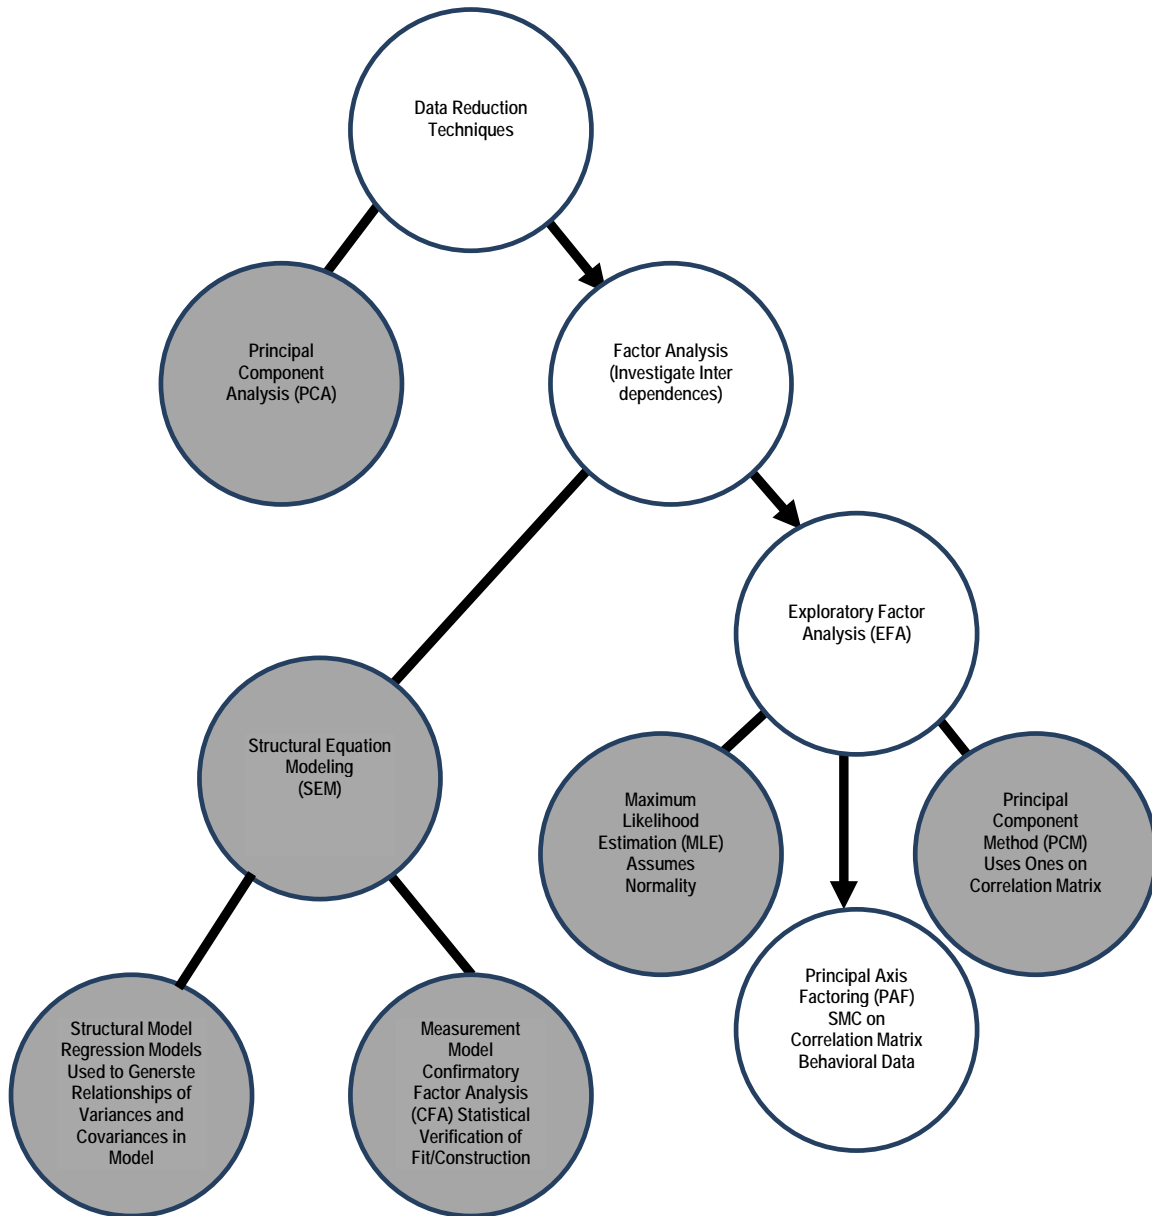 Data Reduction
Techniques
Principal
Component
Analysis (PCA)
Factor Analysis
(Investigate Inter
dependences)
Exploratory Factor
Analysis (EFA)
Structural Equation
Modeling
(SEM)
Maximum
Likelihood
Estimation (MLE)
Assumes
Normality
Principal
Component
Method (PCM)
Uses Ones on
Correlation Matrix
Principal Axis
Factoring (PAF)
SMC on
Correlation Matrix
Behavioral Data
Structural Model
Regression Models
Used to Generste
Relationships of
Variances and
Covariances in
Model
Measurement
Model
Confirmatory
Factor Analysis
(CFA) Statistical
Verification of
Fit/Construction